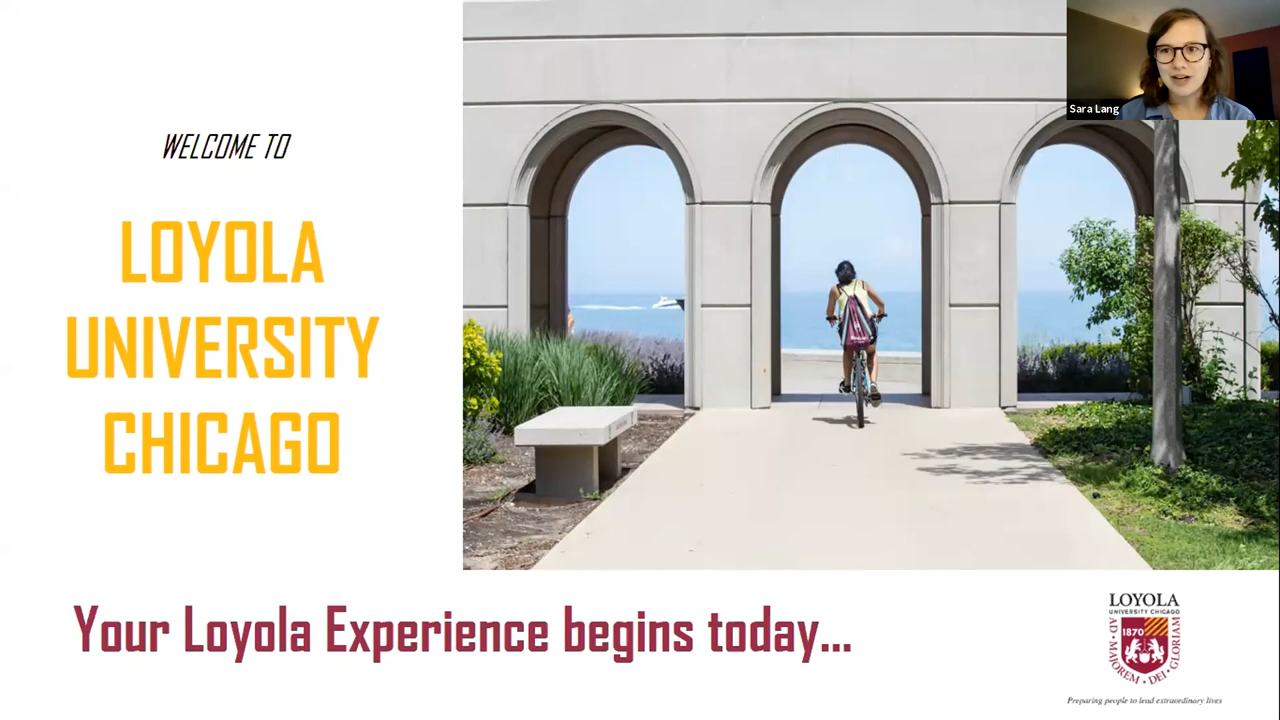 WELCOME TO
LOYOLA
UNIVERSITY
CHICAGO
Sara Lang
Your Loyola Experience begins today...
LOYOLA
UNIVERSITY CHICAGO
1870
AD • MAJOREM • DEI • GLORIAM
Preparing people to lead extraordinary lives